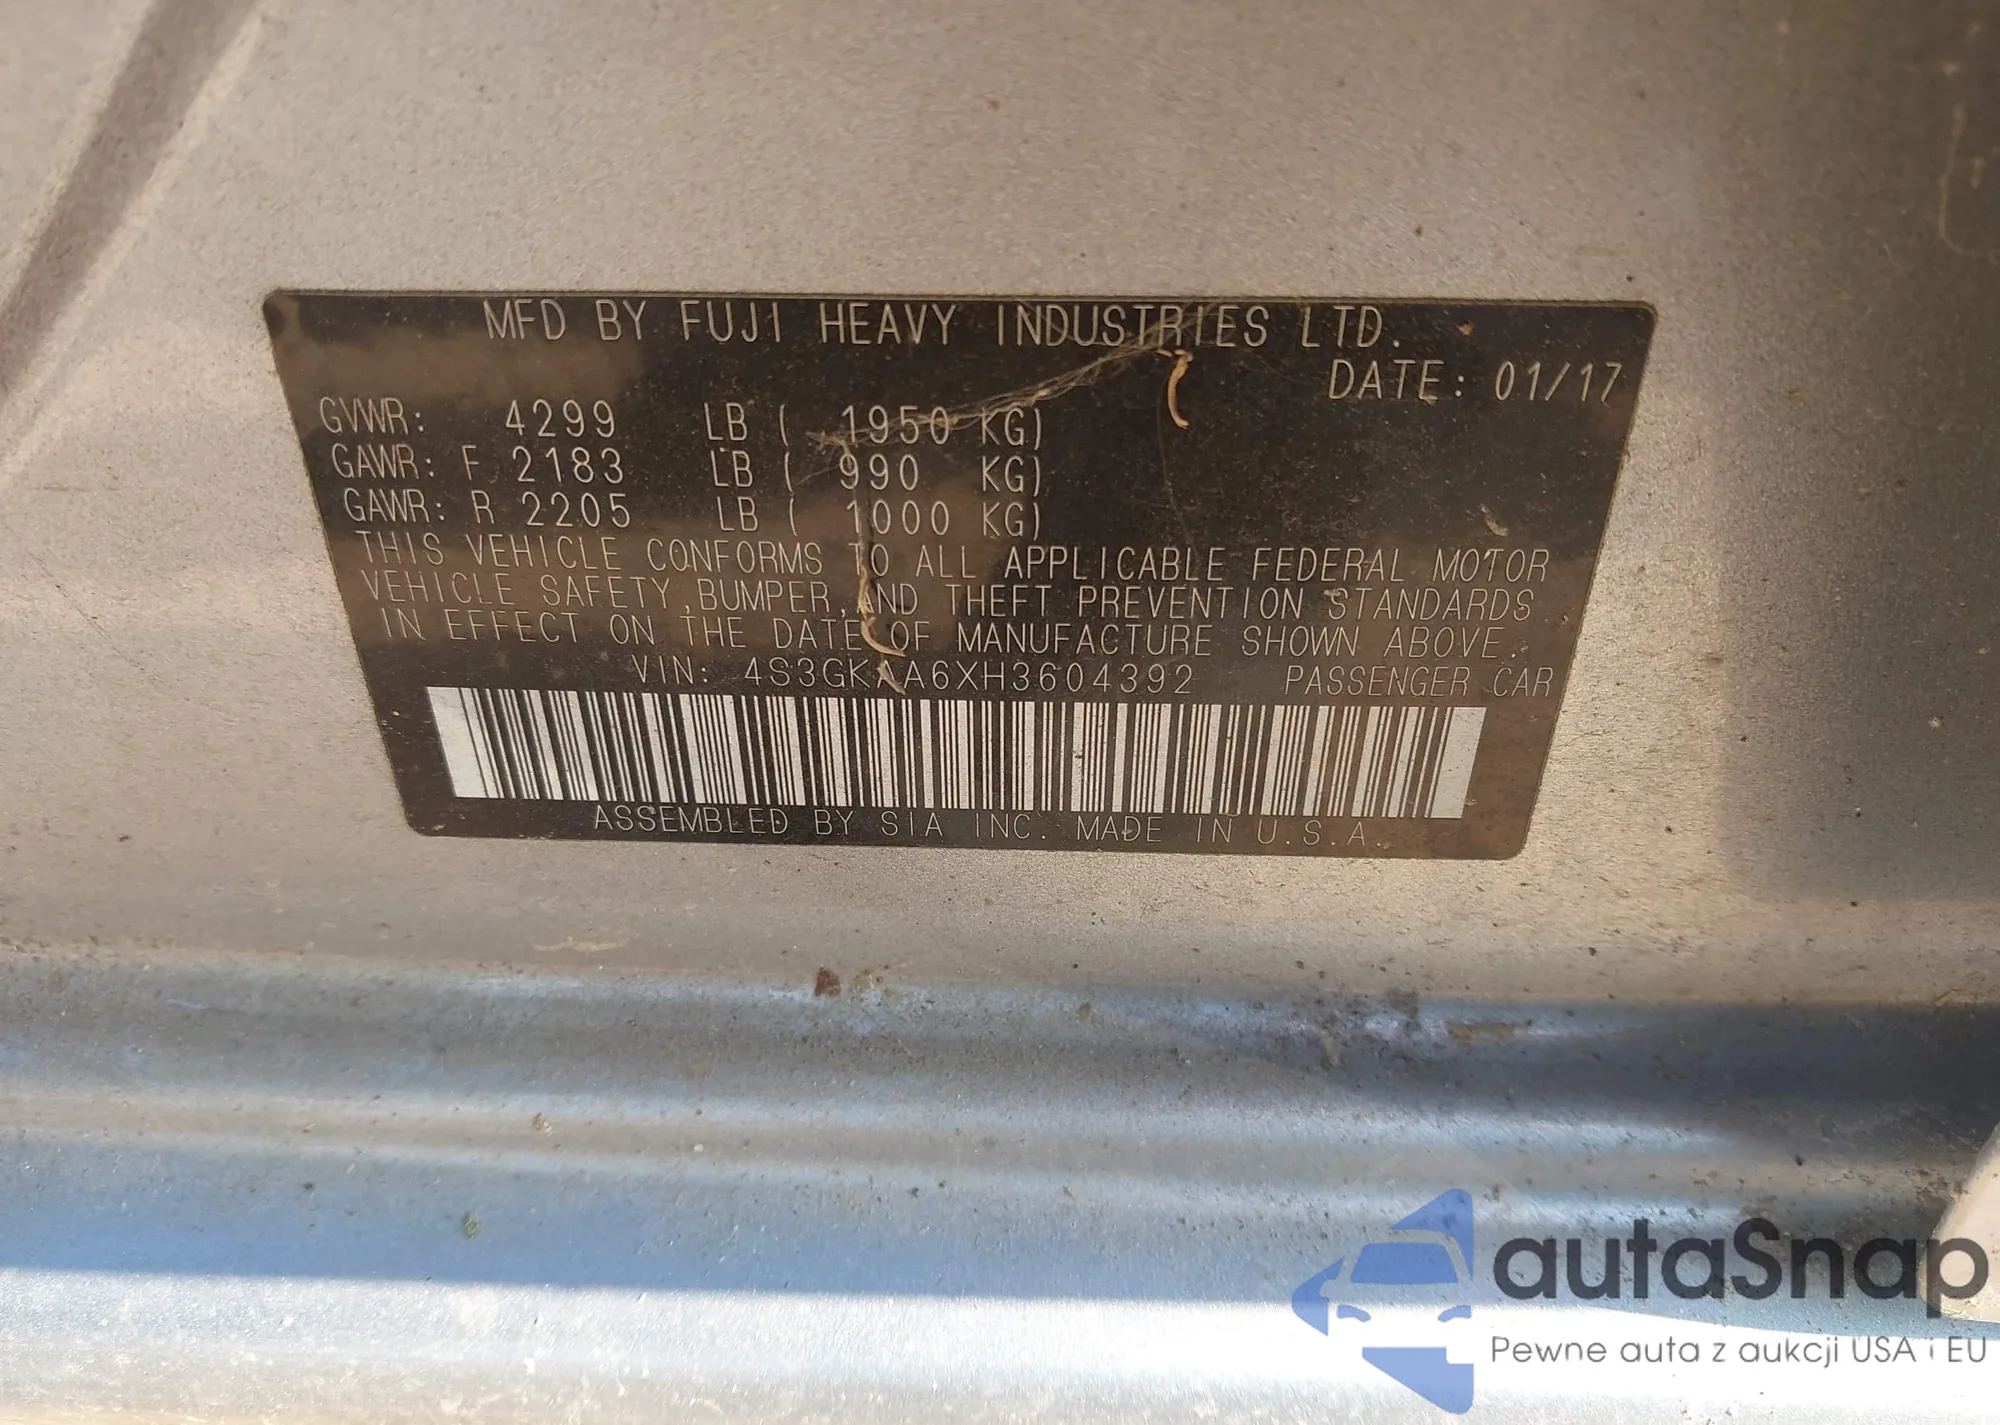 MFD BY FUJI HEAVY INDUSTRIES LTD.
DATE: 01/17
GVWR: 4299 LB ( 1950 KG)
GAWR: F 2183 LB ( 990 KG)
GAWR: R 2205 LB ( 1000 KG)
THIS VEHICLE CONFORMS TO ALL APPLICABLE FEDERAL MOTOR
VEHICLE SAFETY,BUMPER,AND THEFT PREVENTION STANDARDS
IN EFFECT ON THE DATE OF MANUFACTURE SHOWN ABOVE.
VIN: 4S3GKAA6XH3604392 PASSENGER CAR
ASSEMBLED BY SIA INC. MADE IN U.S.A.
autaSnap
Pewne auta z aukcji USA i EU